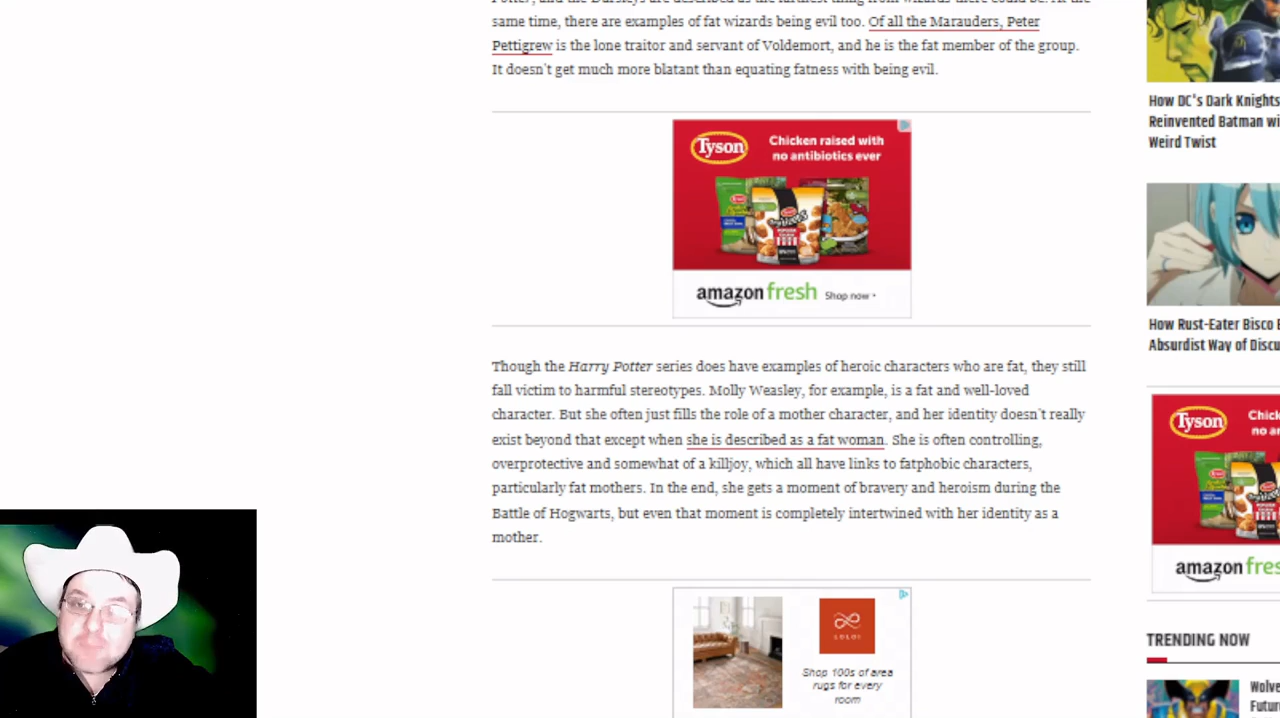 Potter, and the Dursleys are described as the farthest thing from wizards there could be. At the
same time, there are examples of fat wizards being evil too. Of all the Marauders, Peter
Pettigrew is the lone traitor and servant of Voldemort, and he is the fat member of the group.
It doesn't get much more blatant than equating fatness with being evil.
Tyson
Chicken raised with
no antibiotics ever
amazon fresh Shop now
Though the Harry Potter series does have examples of heroic characters who are fat, they still
fall victim to harmful stereotypes. Molly Weasley, for example, is a fat and well-loved
character. But she often just fills the role of a mother character, and her identity doesn't really
exist beyond that except when she is described as a fat woman. She is often controlling,
overprotective and somewhat of a killjoy, which all have links to fatphobic characters,
particularly fat mothers. In the end, she gets a moment of bravery and heroism during the
Battle of Hogwarts, but even that moment is completely intertwined with her identity as a
mother.
LOLOI
Shop 100s of area
rugs for every
room
How DC's Dark Knights
Reinvented Batman wi
Weird Twist
How Rust-Eater Bisco E
Absurdist Way of Discu
Tyson
Chick
no an
amazon fres
TRENDING NOW
Wolve
Futur